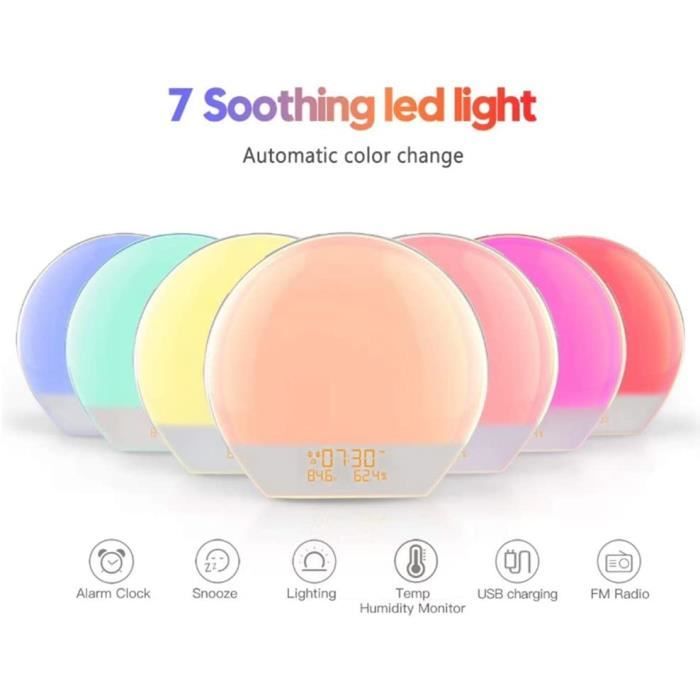 7 Soothing led light
Automatic color change
07:30
84.6 62.4%
Alarm Clock Snooze Lighting Temp Humidity Monitor USB charging FM Radio